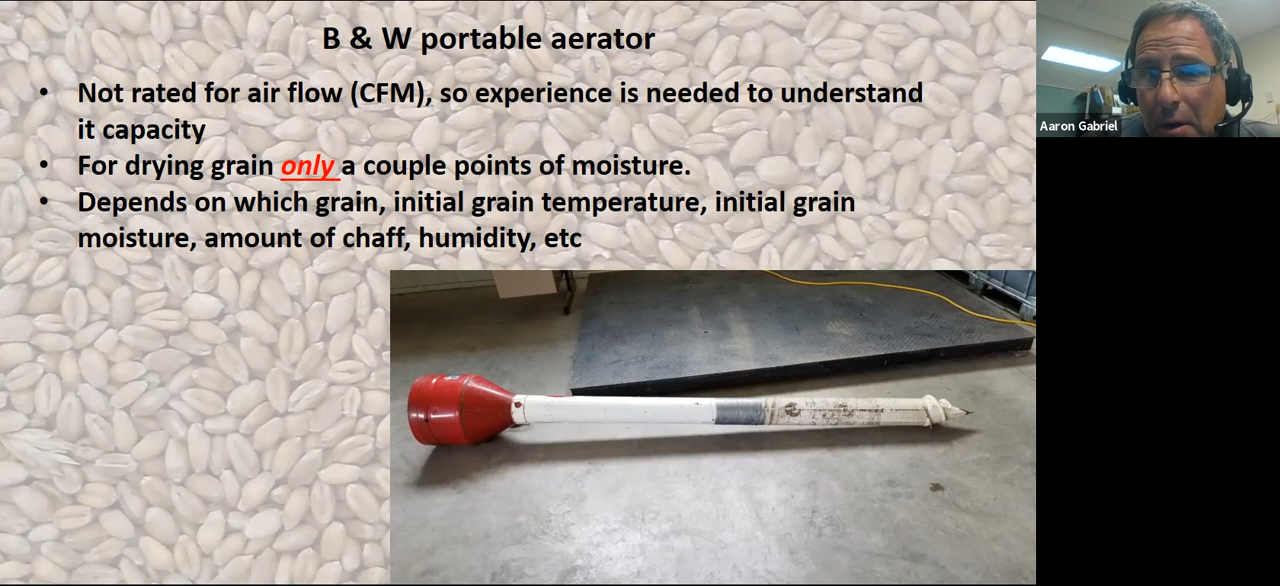 B & W portable aerator
• Not rated for air flow (CFM), so experience is needed to understand
it capacity
• For drying grain only a couple points of moisture.
• Depends on which grain, initial grain temperature, initial grain
moisture, amount of chaff, humidity, etc
Aaron Gabriel